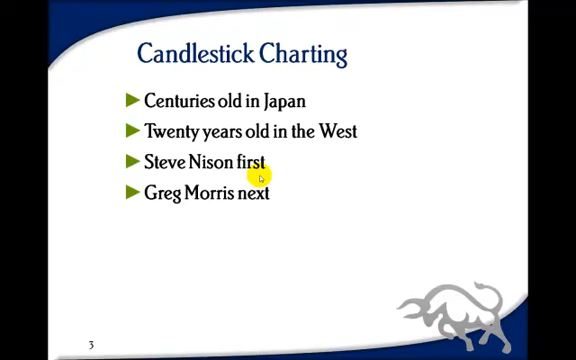 Candlestick Charting
Centuries old in Japan
Twenty years old in the West
Steve Nison first
Greg Morris next
3